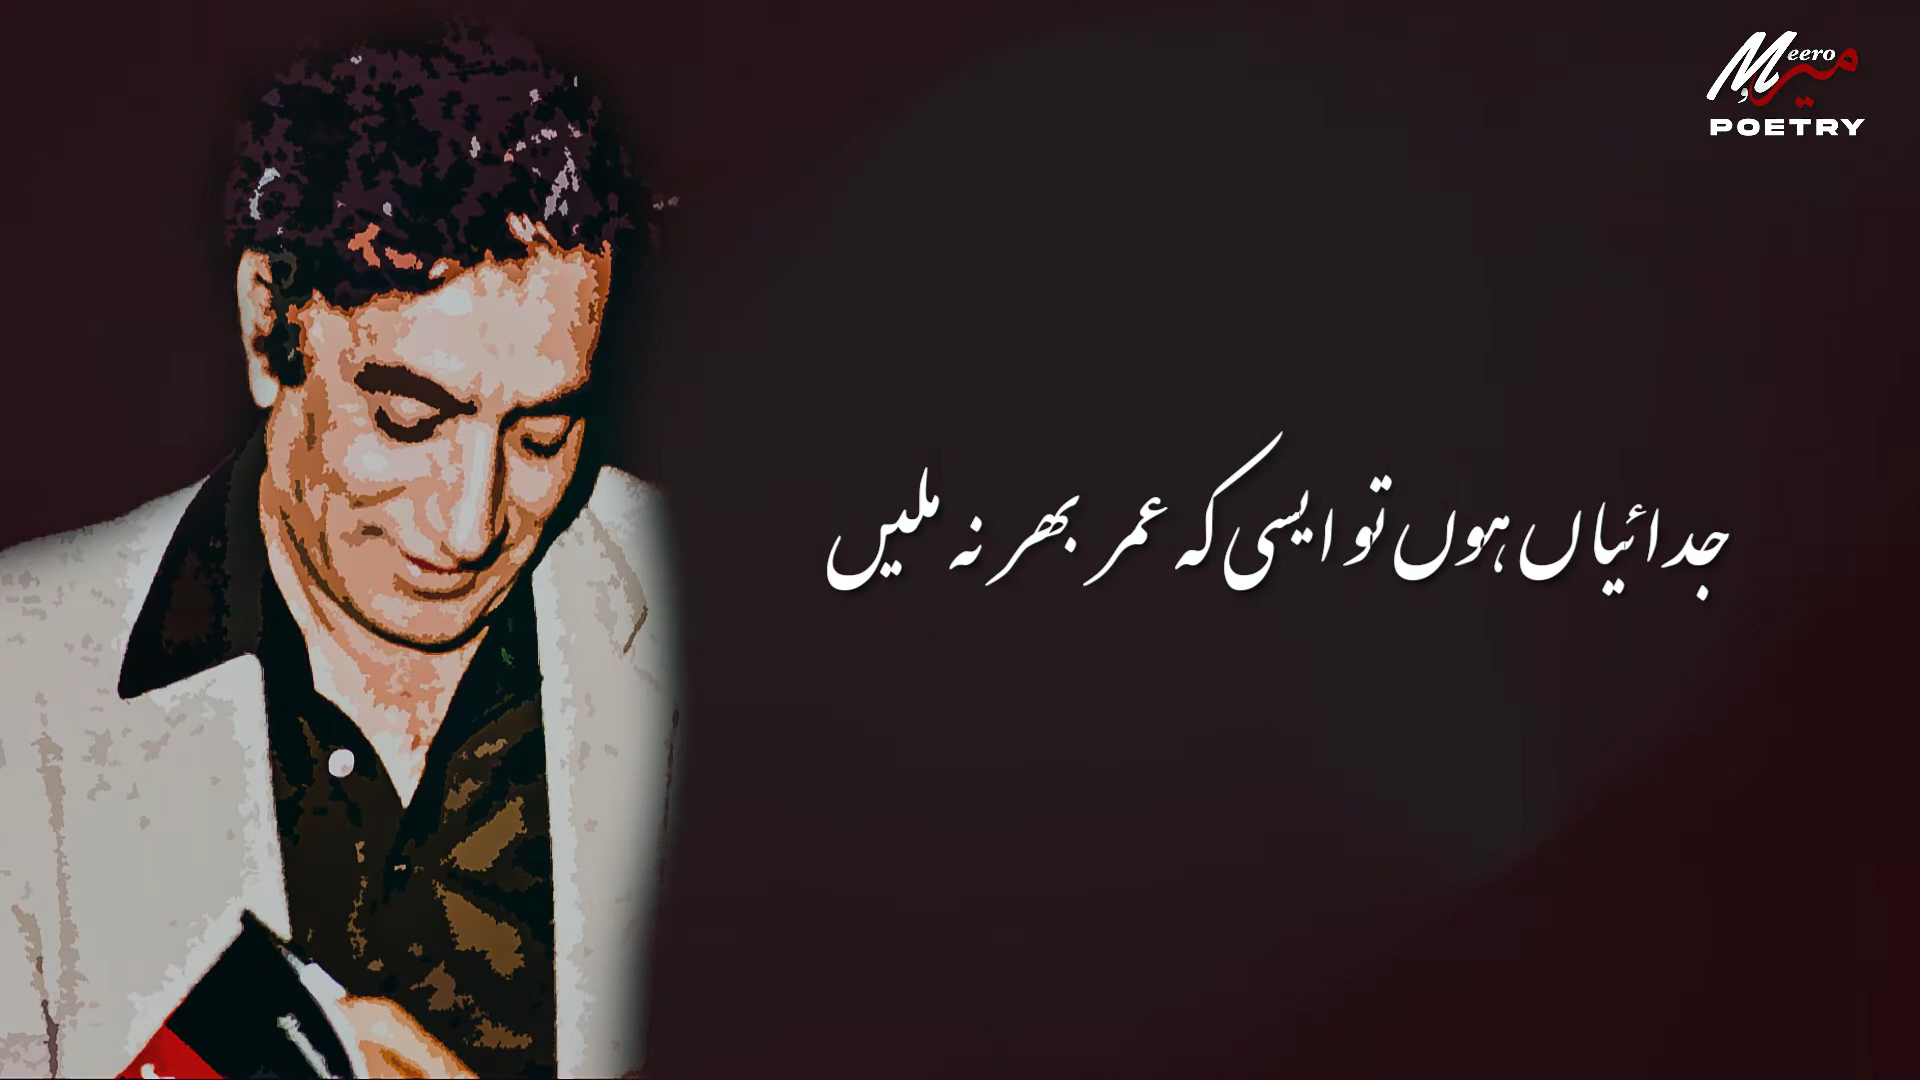 Meero
میرو
POETRY
جدائیاں ہوں تو ایسی کہ عمر بھر نہ ملیں